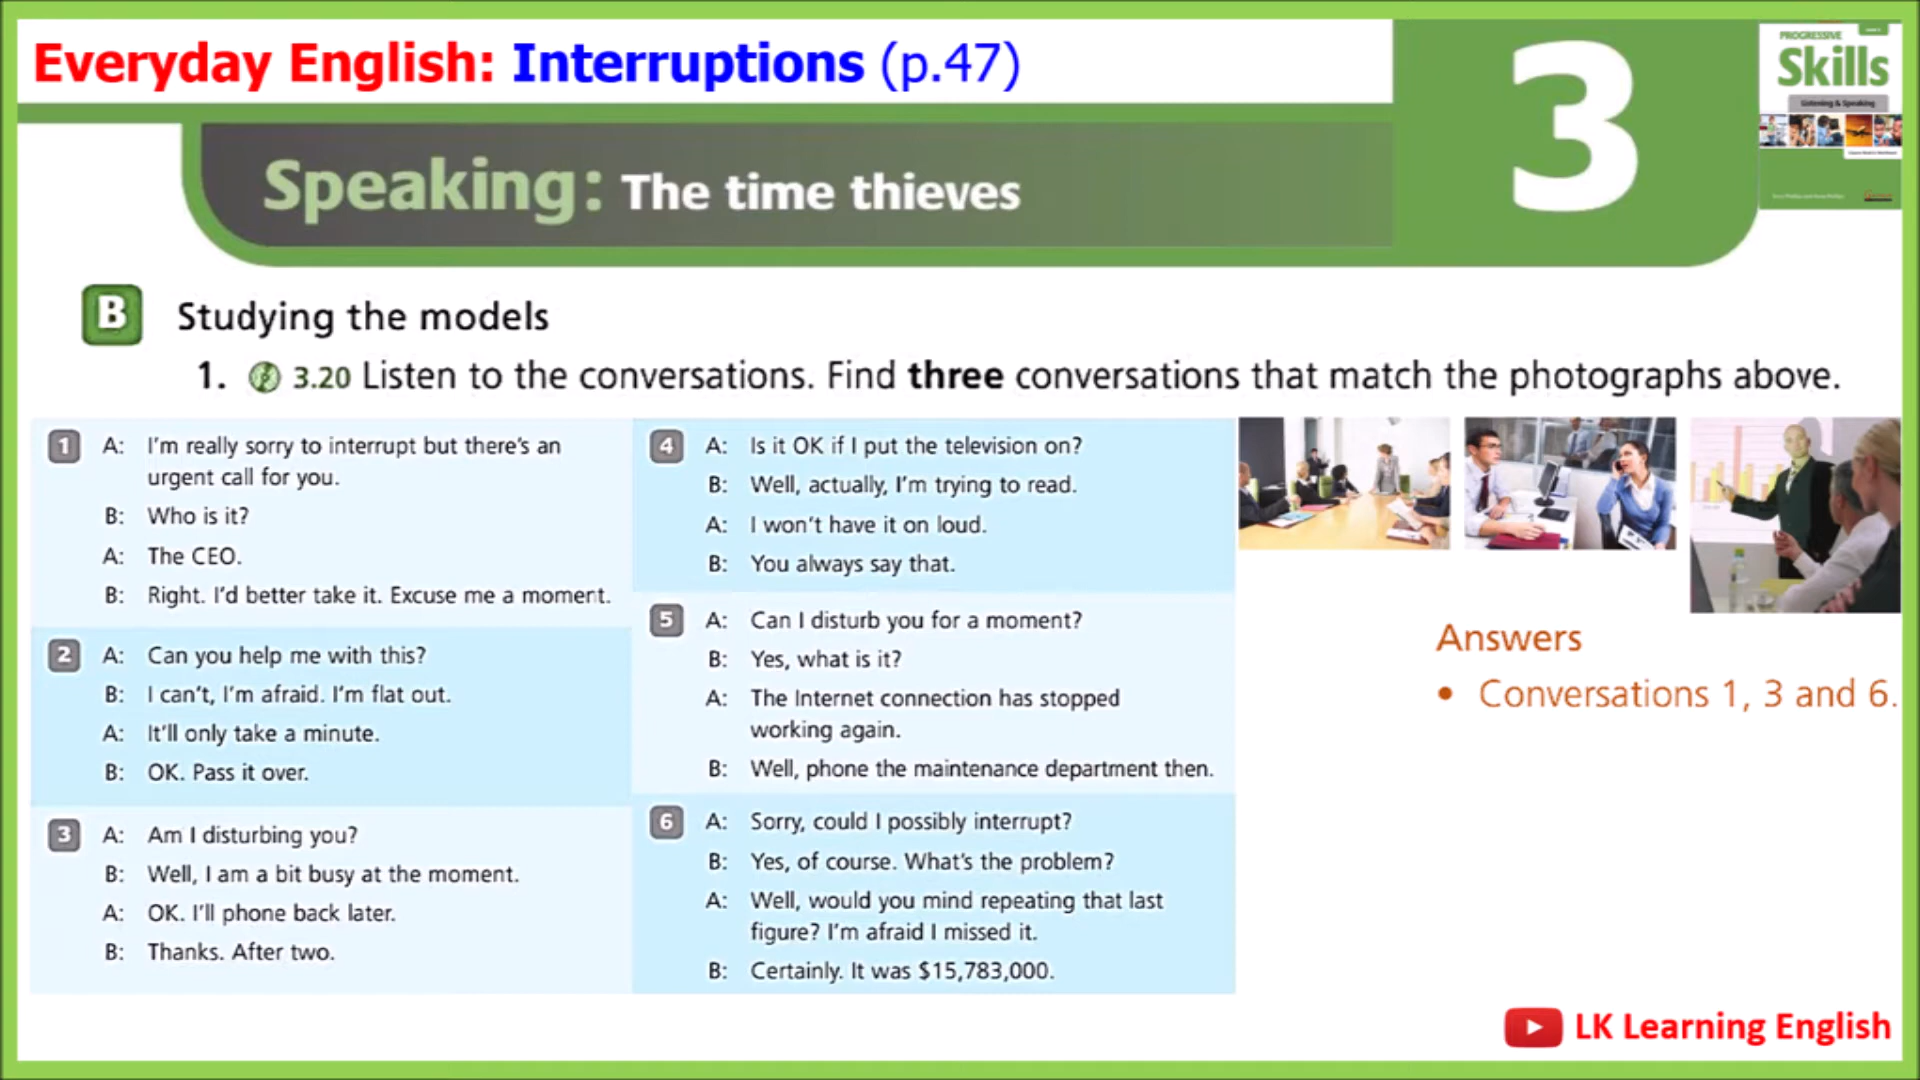 Everyday English: Interruptions (p.47)
3
PROGRESSIVE
Skills
Listening & Speaking
Speaking: The time thieves
B Studying the models
1. 3.20 Listen to the conversations. Find three conversations that match the photographs above.
1 A: I'm really sorry to interrupt but there's an
urgent call for you.
B: Who is it?
A: The CEO.
B: Right. I'd better take it. Excuse me a moment.
2 A: Can you help me with this?
B: I can't, I'm afraid. I'm flat out.
A: It'll only take a minute.
B: OK. Pass it over.
3 A: Am I disturbing you?
B: Well, I am a bit busy at the moment.
A: OK. I'll phone back later.
B: Thanks. After two.
4 A: Is it OK if I put the television on?
B: Well, actually, I'm trying to read.
A: I won't have it on loud.
B: You always say that.
5 A: Can I disturb you for a moment?
B: Yes, what is it?
A: The Internet connection has stopped
working again.
B: Well, phone the maintenance department then.
6 A: Sorry, could I possibly interrupt?
B: Yes, of course. What's the problem?
A: Well, would you mind repeating that last
figure? I'm afraid I missed it.
B: Certainly. It was $15,783,000.
Answers
• Conversations 1, 3 and 6.
LK Learning English